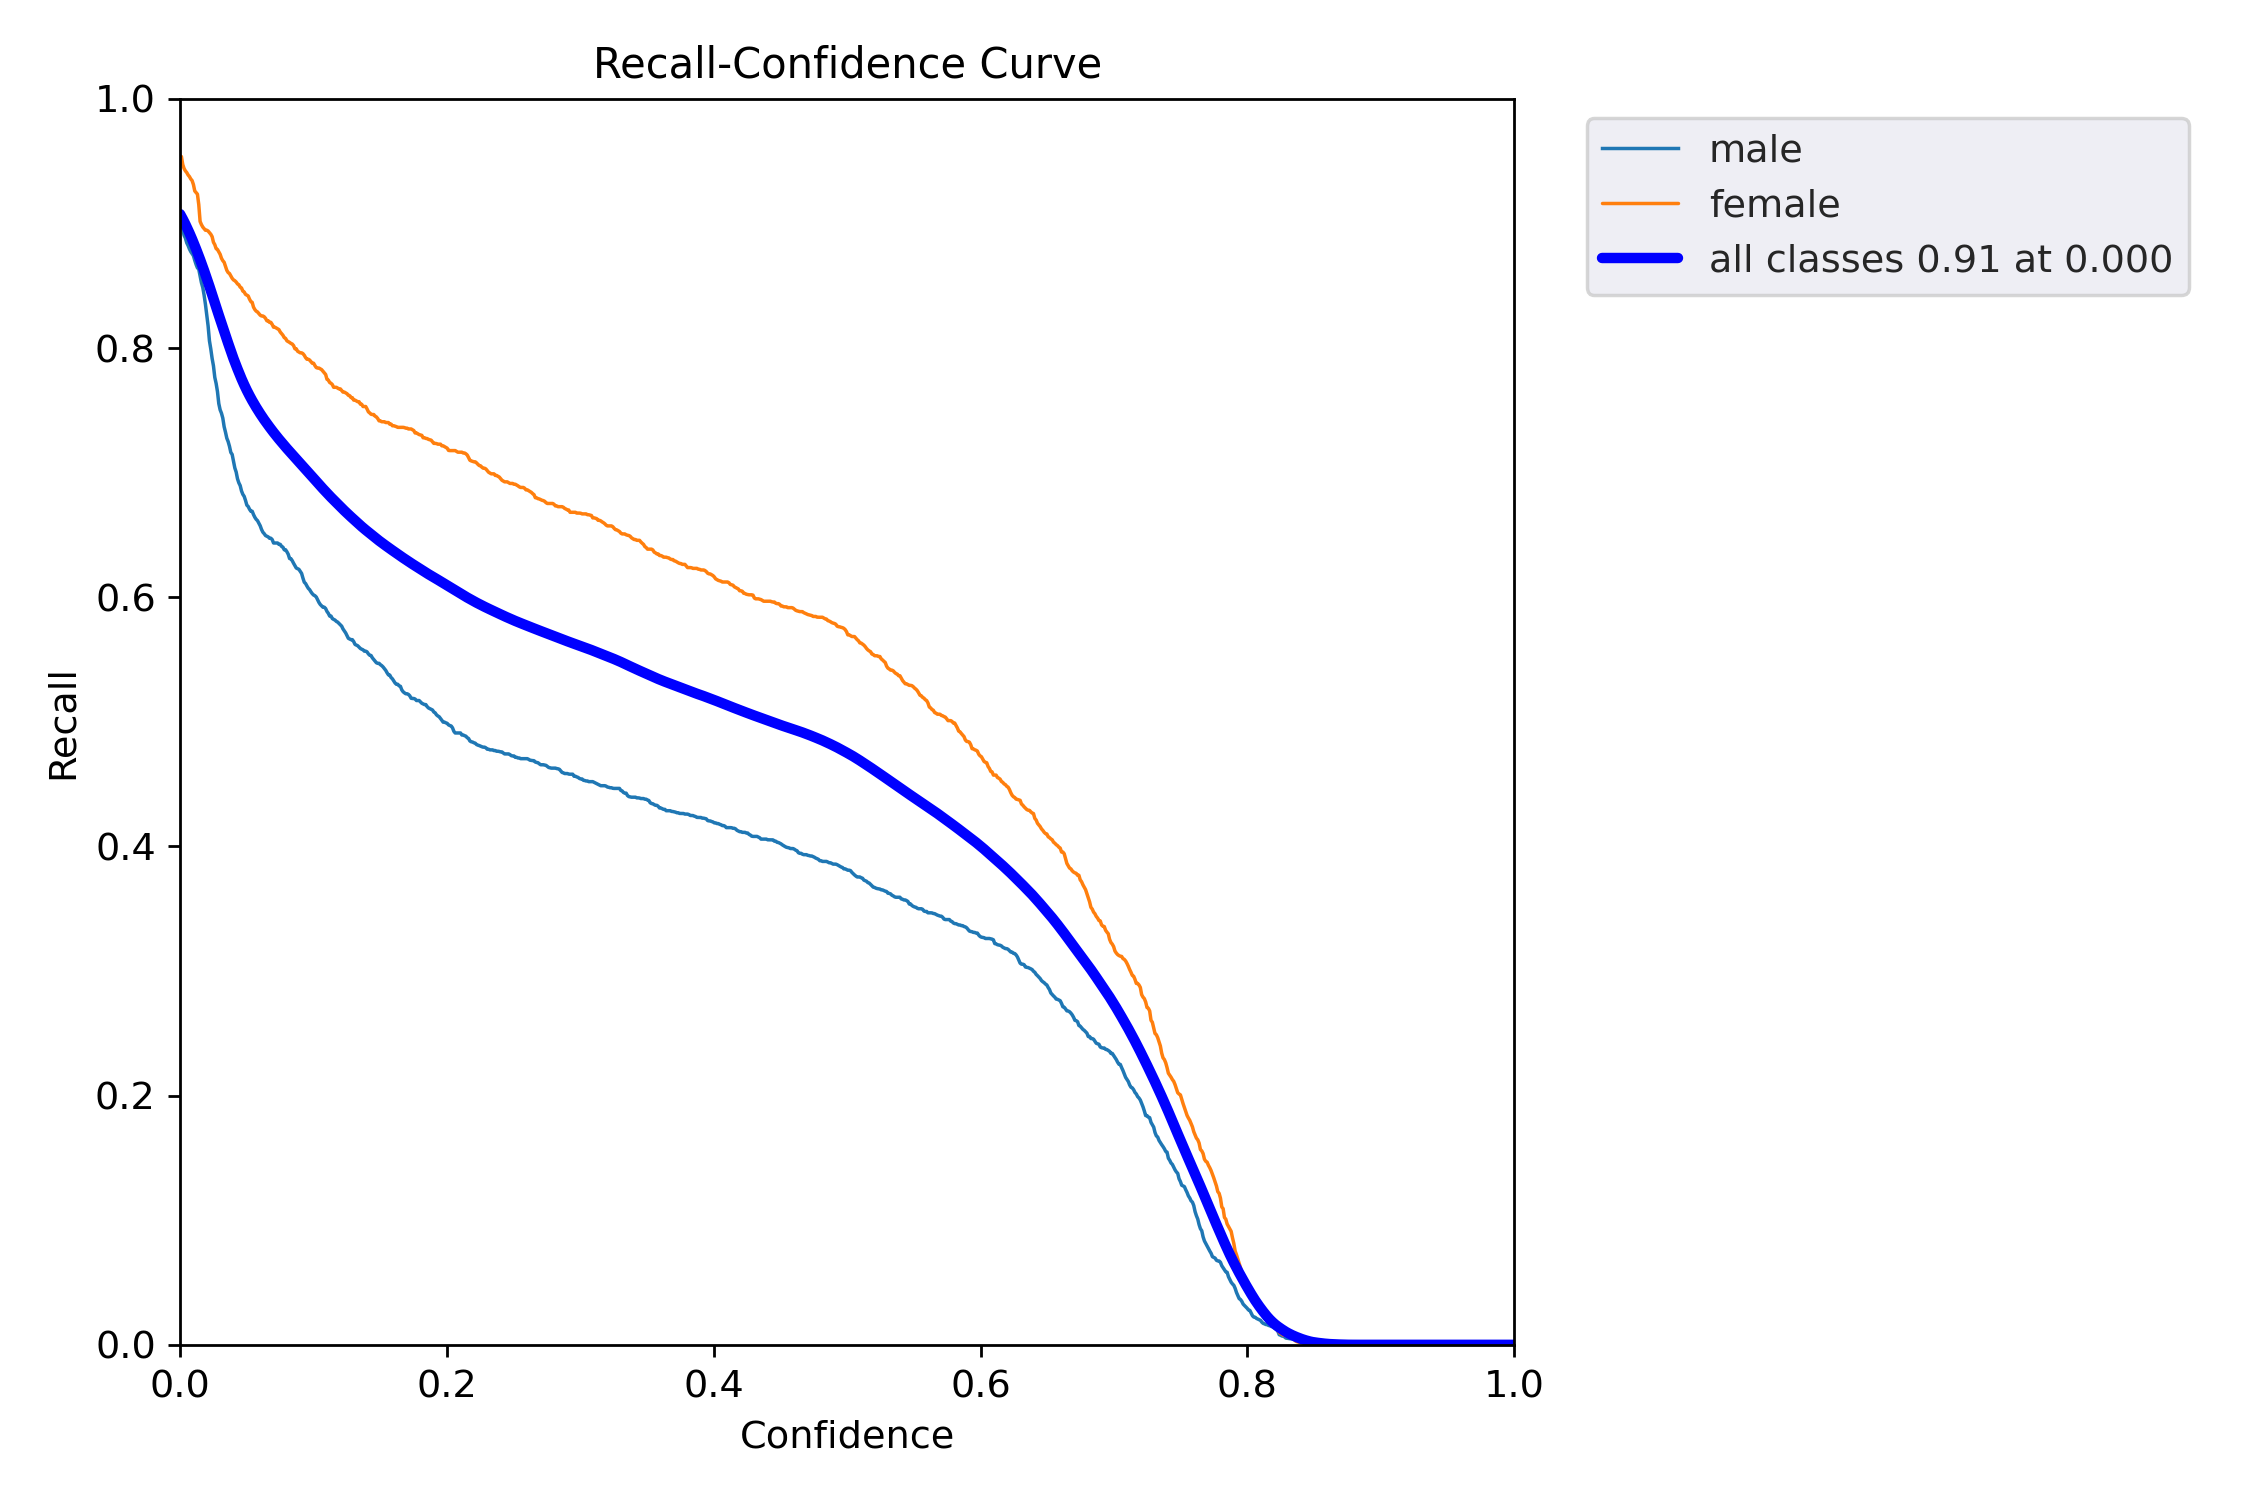 Recall-Confidence Curve
male
female
all classes 0.91 at 0.000
1.0
0.8
0.6
0.4
0.2
0.0
Recall
0.0 0.2 0.4 0.6 0.8 1.0
Confidence